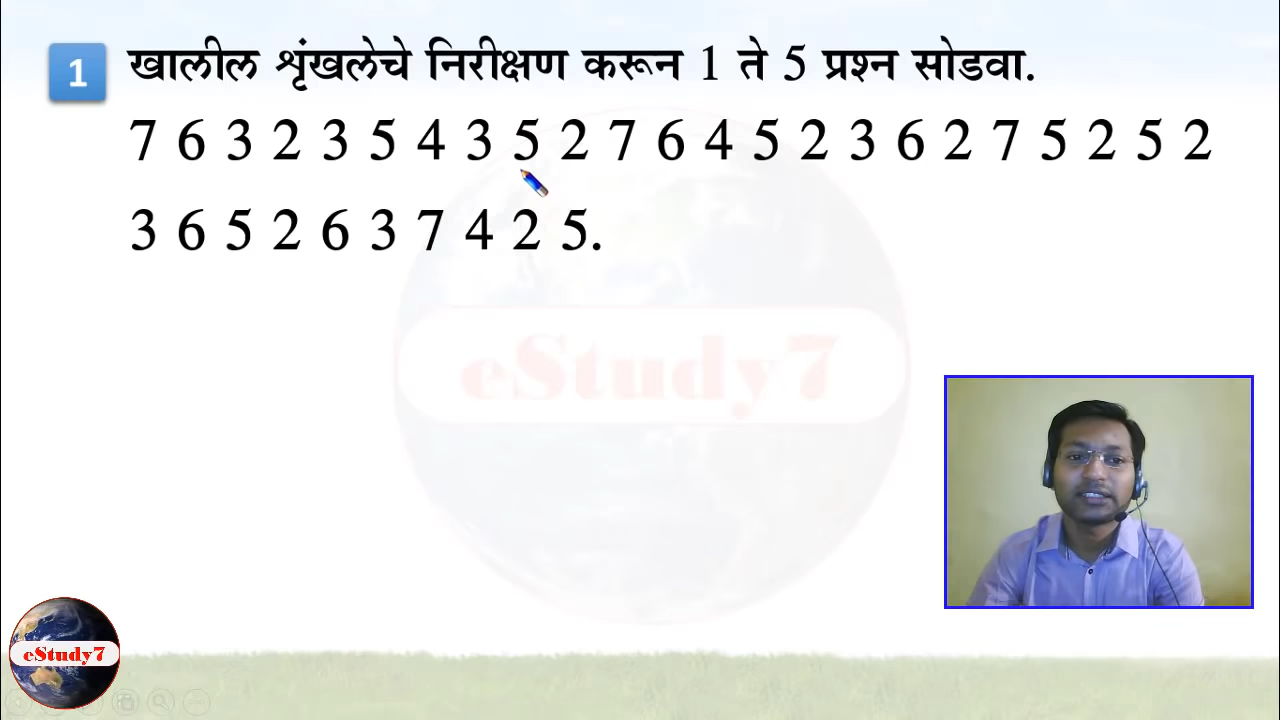 1 खालील शृंखलेचे निरीक्षण करून 1 ते 5 प्रश्न सोडवा.
7 6 3 2 3 5 4 3 5 2 7 6 4 5 2 3 6 2 7 5 2 5 2
3 6 5 2 6 3 7 4 2 5.
eStudy7
eStudy7